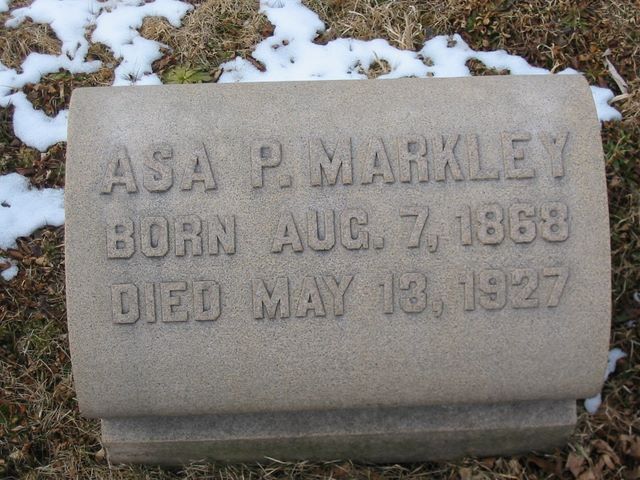 ASA P. MARKLEY
BORN AUG. 7, 1868
DIED MAY 13, 1927